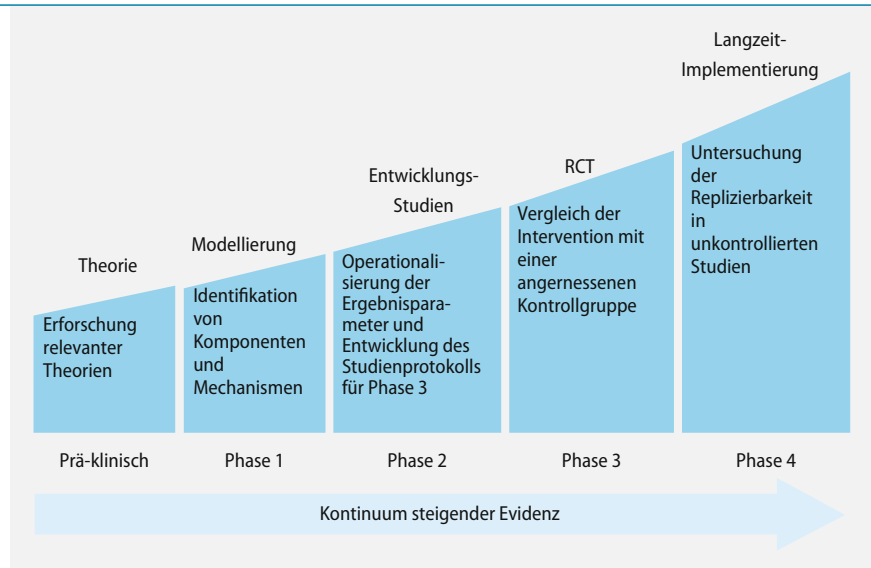 Theorie
Erforschung
relevanter
Theorien
Prä-klinisch
Modellierung
Identifikation
von
Komponenten
und
Mechanismen
Phase 1
Entwicklungs-
Studien
Operationali-
sierung der
Ergebnispara-
meter und
Entwicklung des
Studienprotokolls
für Phase 3
Phase 2
RCT
Vergleich der
Intervention mit
einer
angernessenen
Kontrollgruppe
Phase 3
Langzeit-
Implementierung
Untersuchung
der
Replizierbarkeit
in
unkontrollierten
Studien
Phase 4
Kontinuum steigender Evidenz